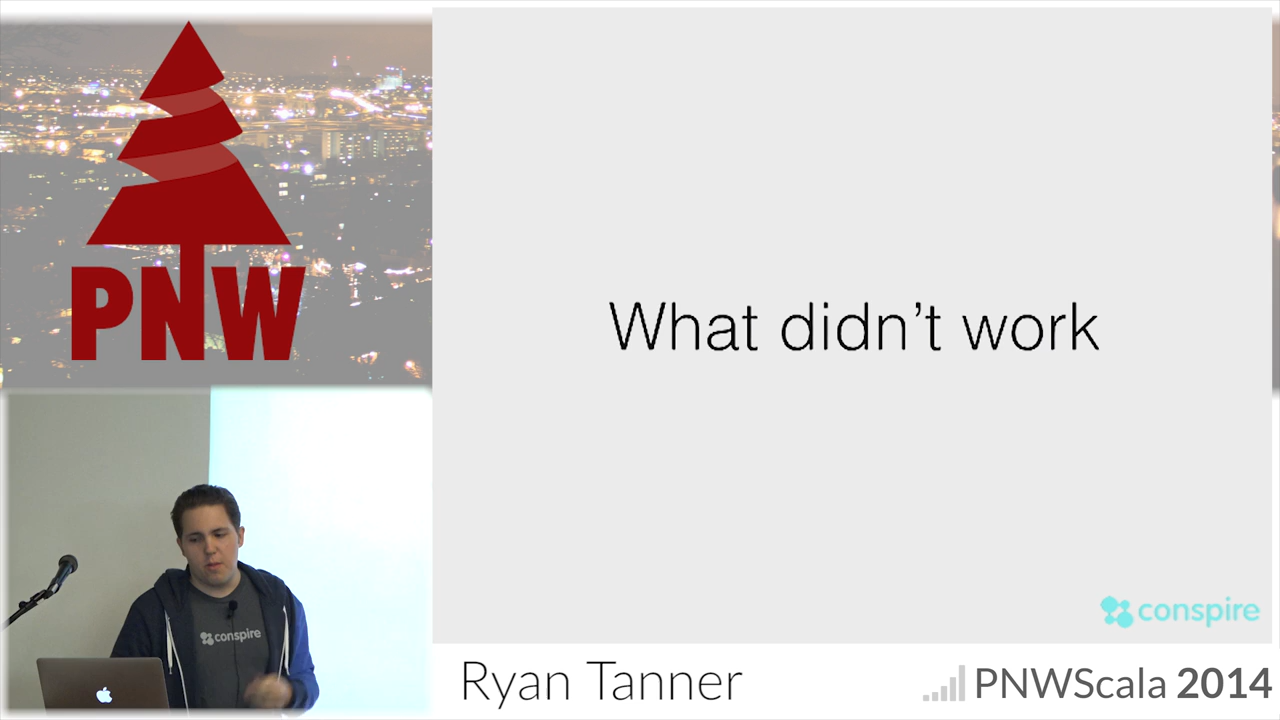 PNW
What didn't work
conspire
conspire
Ryan Tanner
PNWScala 2014